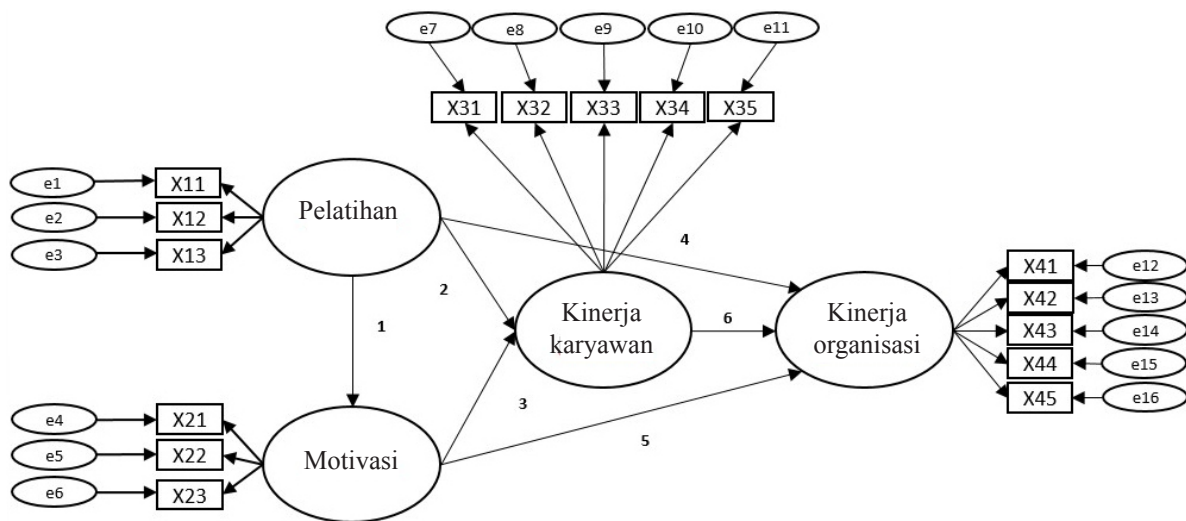 e7
e8
e9
e10
e11
X31
X32
X33
X34
X35
e1
X11
e2
X12
e3
X13
Pelatihan
4
2
1
Kinerja
karyawan
6
Kinerja
organisasi
X41
e12
X42
e13
X43
e14
X44
e15
X45
e16
3
5
e4
X21
e5
X22
e6
X23
Motivasi